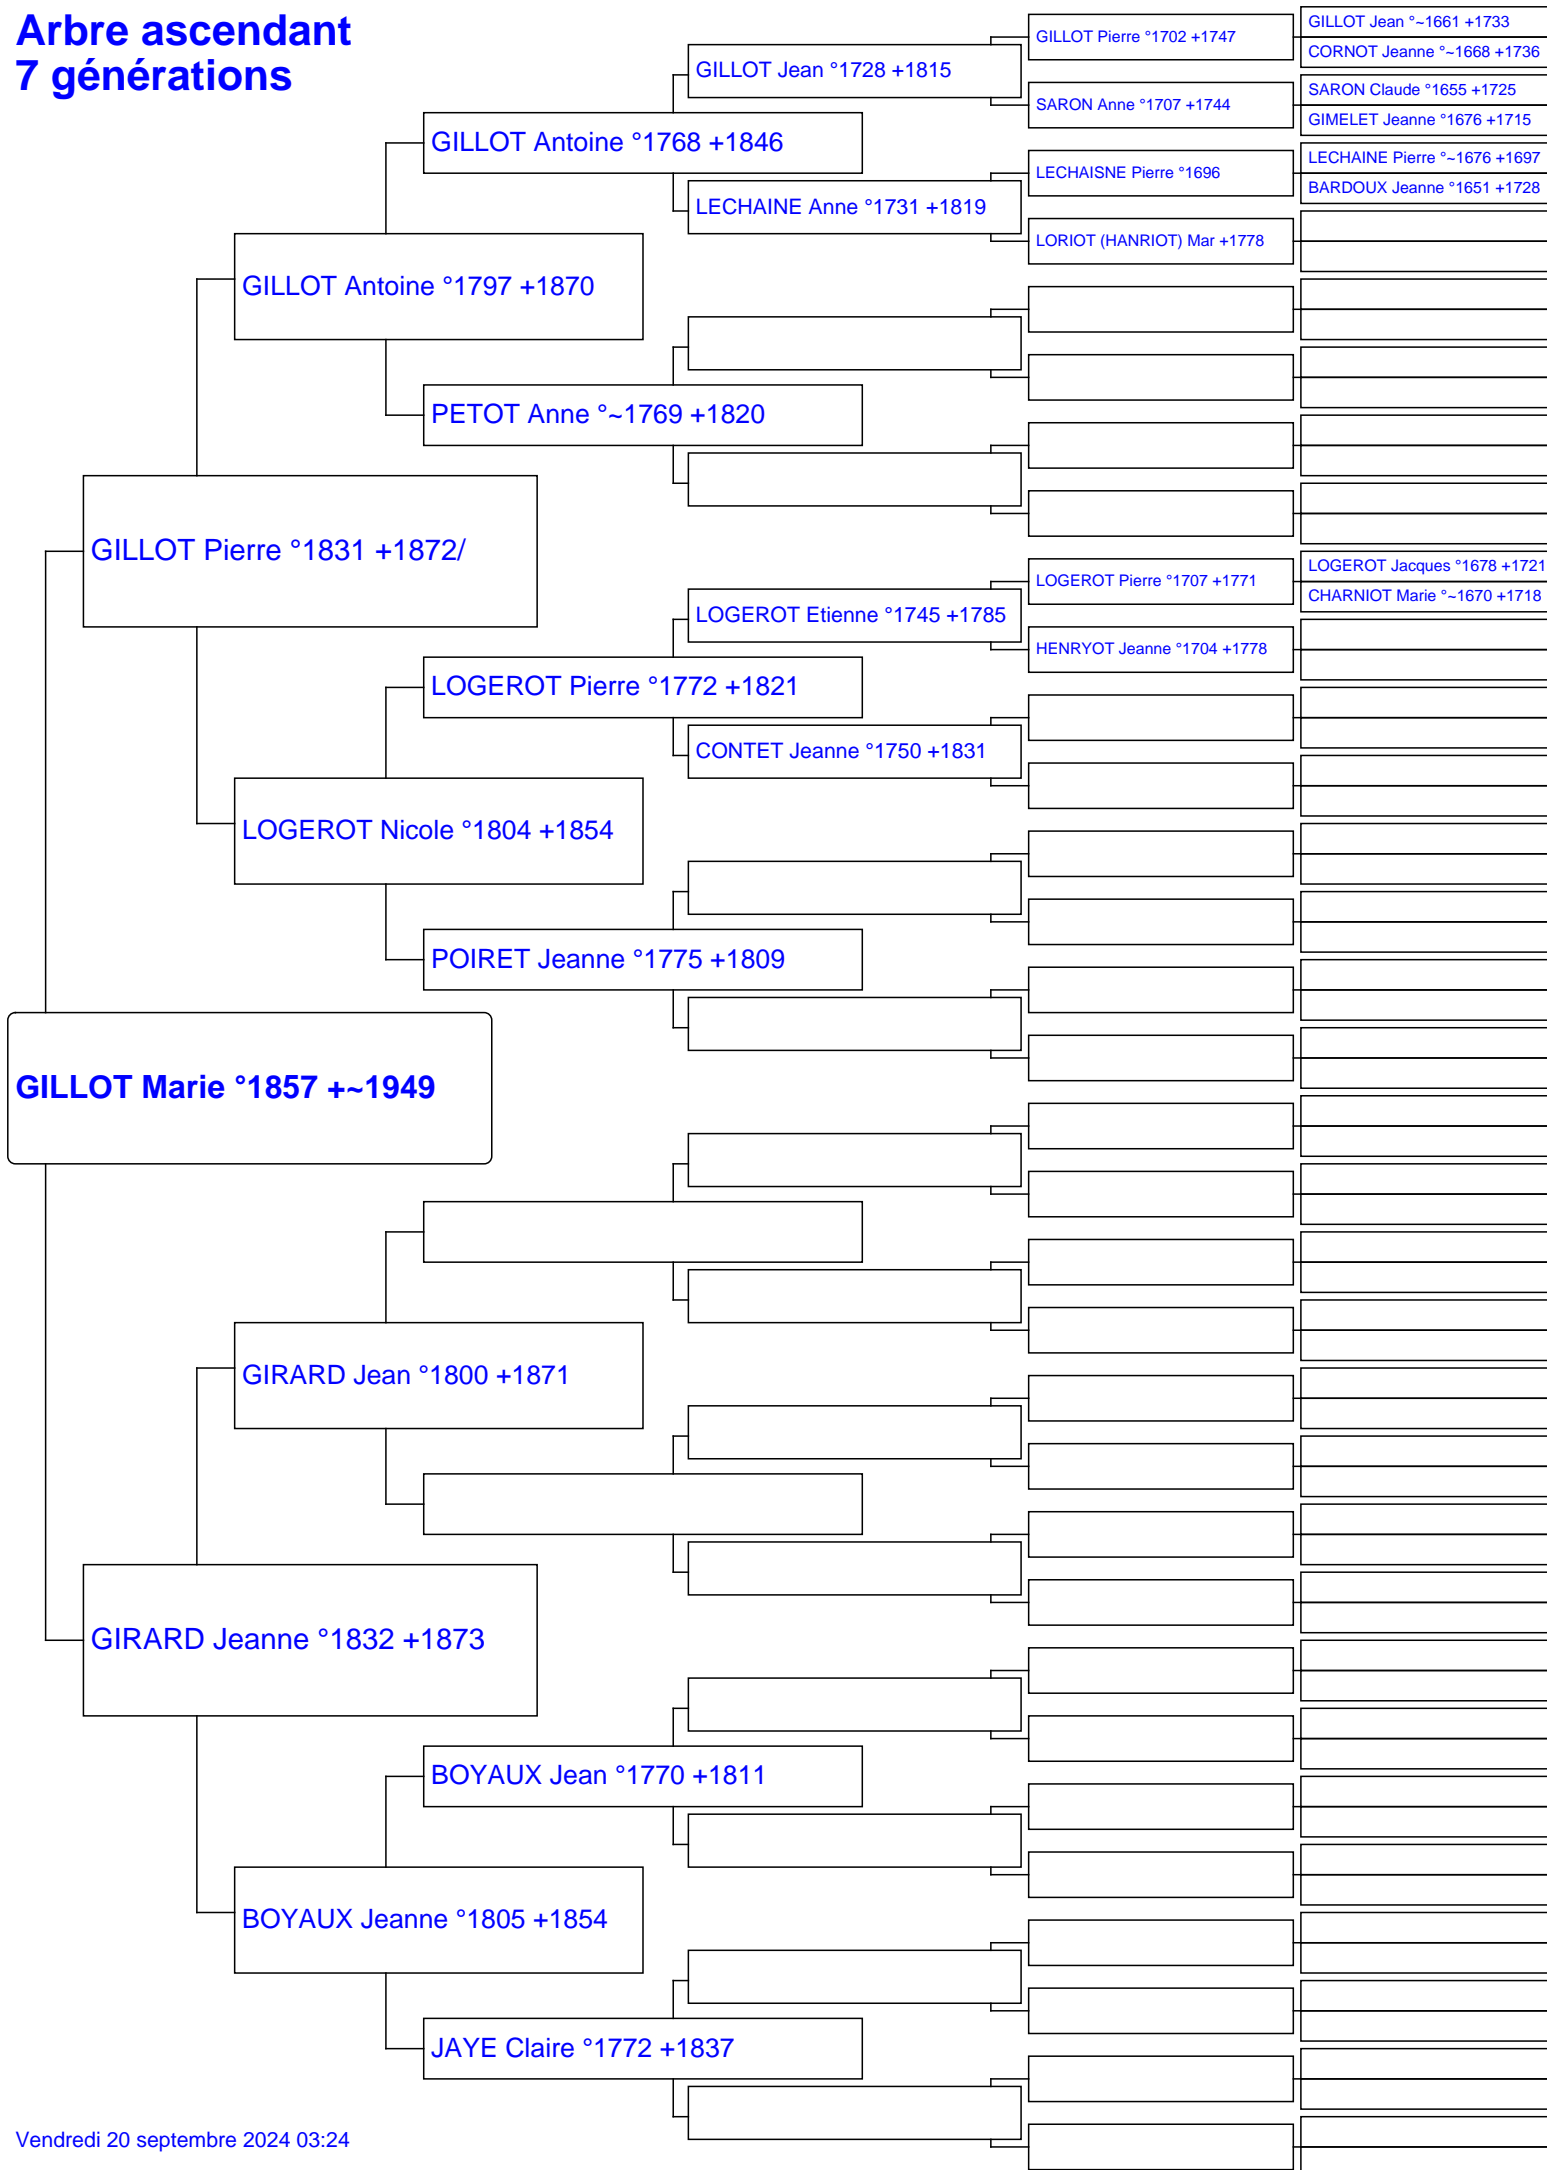 Arbre ascendant
7 générations
GILLOT Jean °~1661 +1733
GILLOT Pierre °1702 +1747
CORNOT Jeanne °~1668 +1736
GILLOT Jean °1728 +1815
SARON Claude °1655 +1725
SARON Anne °1707 +1744
GIMELET Jeanne °1676 +1715
GILLOT Antoine °1768 +1846
LECHAINE Pierre °~1676 +1697
LECHAISNE Pierre °1696
BARDOUX Jeanne °1651 +1728
LECHAINE Anne °1731 +1819
LORIOT (HANRIOT) Mar +1778
GILLOT Antoine °1797 +1870
PETOT Anne °~1769 +1820
GILLOT Pierre °1831 +1872/
LOGEROT Jacques °1678 +1721
LOGEROT Pierre °1707 +1771
CHARNIOT Marie °~1670 +1718
LOGEROT Etienne °1745 +1785
HENRYOT Jeanne °1704 +1778
LOGEROT Pierre °1772 +1821
CONTET Jeanne °1750 +1831
LOGEROT Nicole °1804 +1854
POIRET Jeanne °1775 +1809
GILLOT Marie °1857 +~1949
GIRARD Jean °1800 +1871
GIRARD Jeanne °1832 +1873
BOYAUX Jean °1770 +1811
BOYAUX Jeanne °1805 +1854
JAYE Claire °1772 +1837
Vendredi 20 septembre 2024 03:24